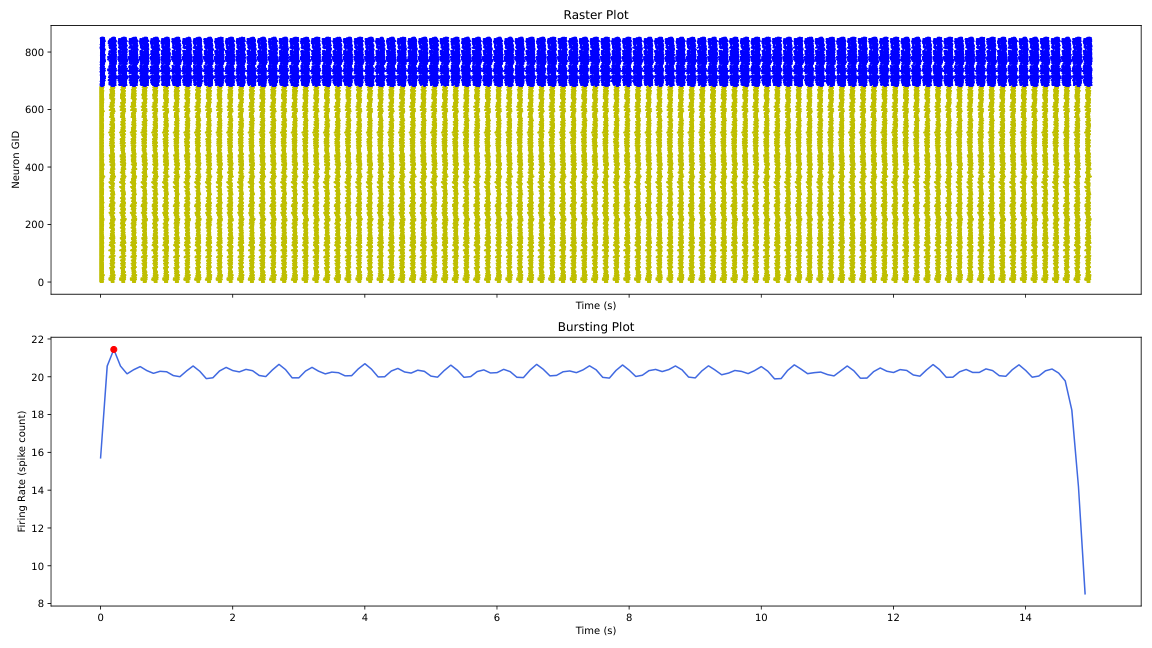 Raster Plot
800
600
400
200
0
Neuron GID
Time (s)
Bursting Plot
22
20
18
16
14
12
10
8
Firing Rate (spike count)
0 2 4 6 8 10 12 14
Time (s)